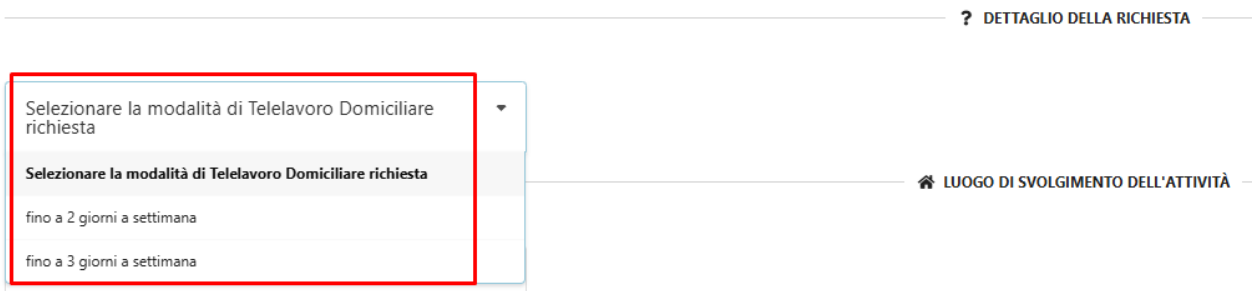 ? DETTAGLIO DELLA RICHIESTA
Selezionare la modalità di Telelavoro Domiciliare
richiesta
Selezionare la modalità di Telelavoro Domiciliare richiesta
LUOGO DI SVOLGIMENTO DELL'ATTIVITÀ
fino a 2 giorni a settimana
fino a 3 giorni a settimana